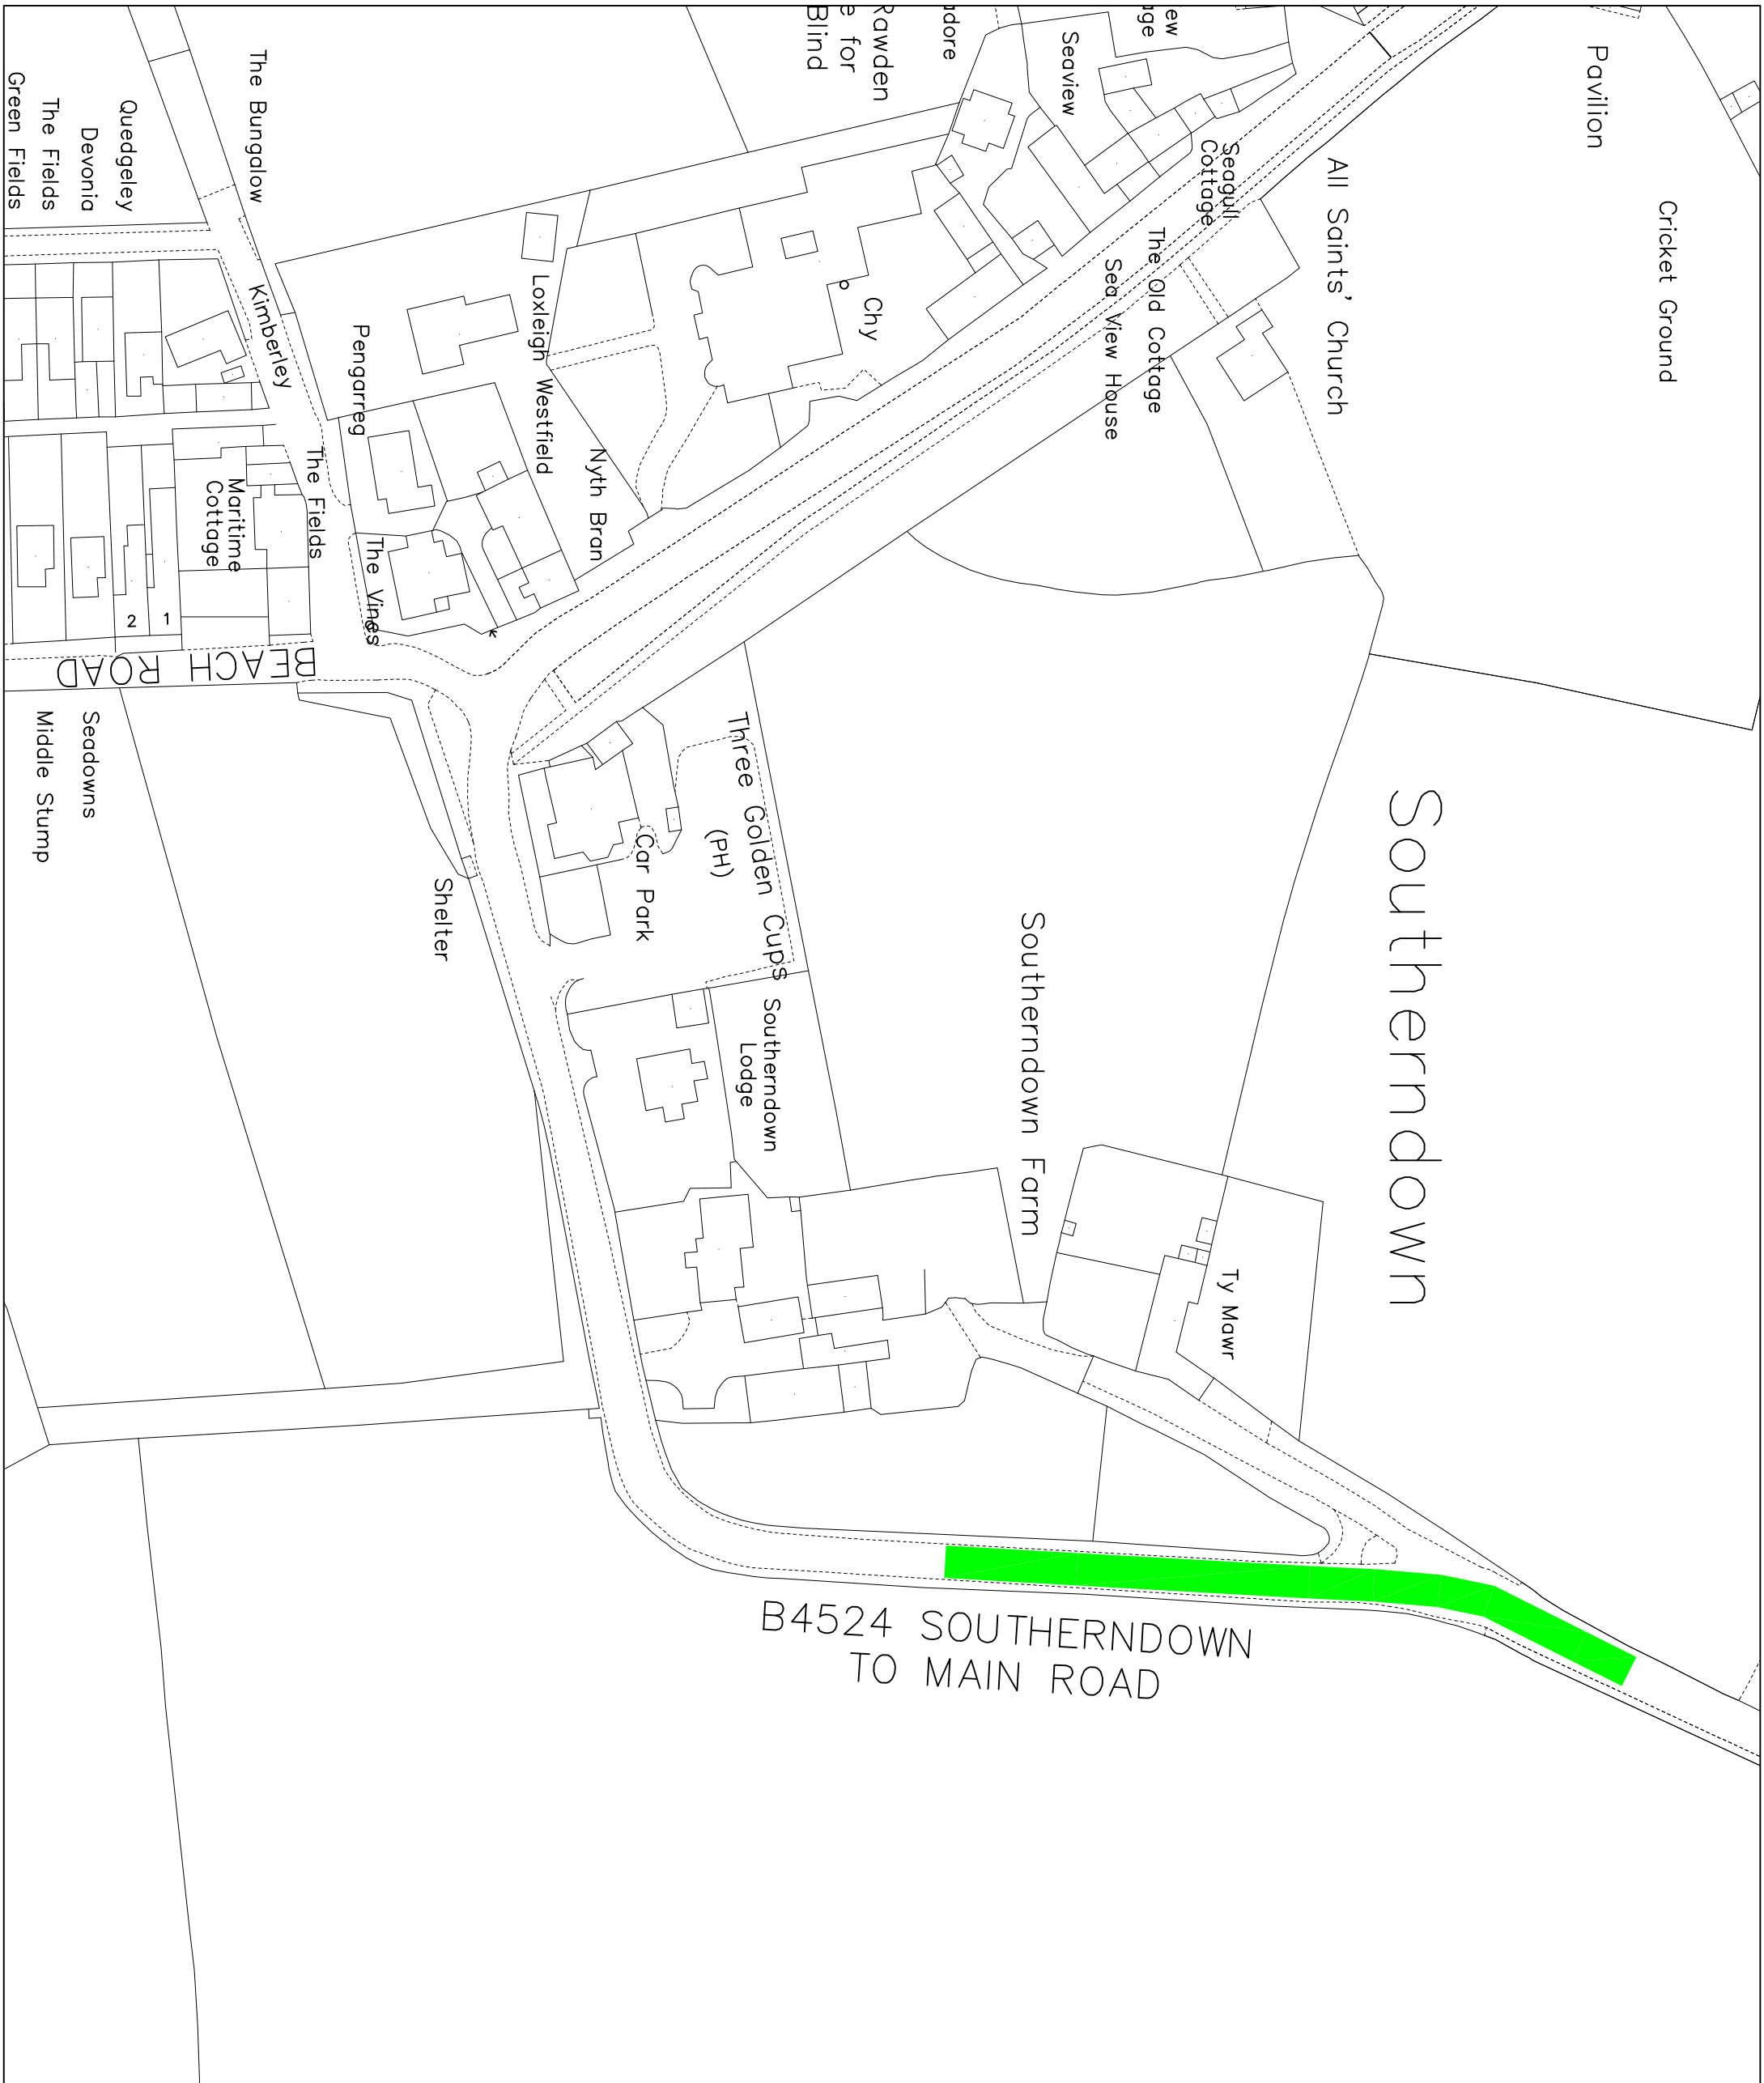 Cricket Ground
Pavilion
Southerndown
All Saints' Church
Seagull
Cottage
The Old Cottage
Sea View House
Seaview
Rawden
e for
Blind
Chy
Ty Mawr
Southerndown Farm
Three Golden Cups
(PH)
Southerndown
Lodge
Car Park
Nyth Bran
Westfield
Loxleigh
Shelter
The Vines
Pengarreg
The Fields
Kimberley
The Bungalow
Maritime
Cottage
Quedgeley
Devonia
The Fields
Green Fields
1
2
BEACH ROAD
Seadowns
Middle Stump
B4524 SOUTHERNDOWN
TO MAIN ROAD